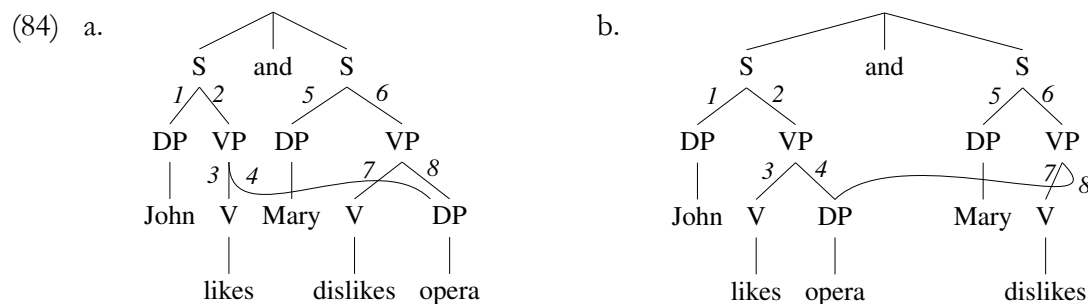 (84) a. b.
S and S S and S
1 2 5 6 1 2 5 6
DP VP DP VP DP VP DP VP
3 4 7 8 3 4 7 8
John V Mary V DP V DP V
John Mary
likes dislikes opera likes opera dislikes